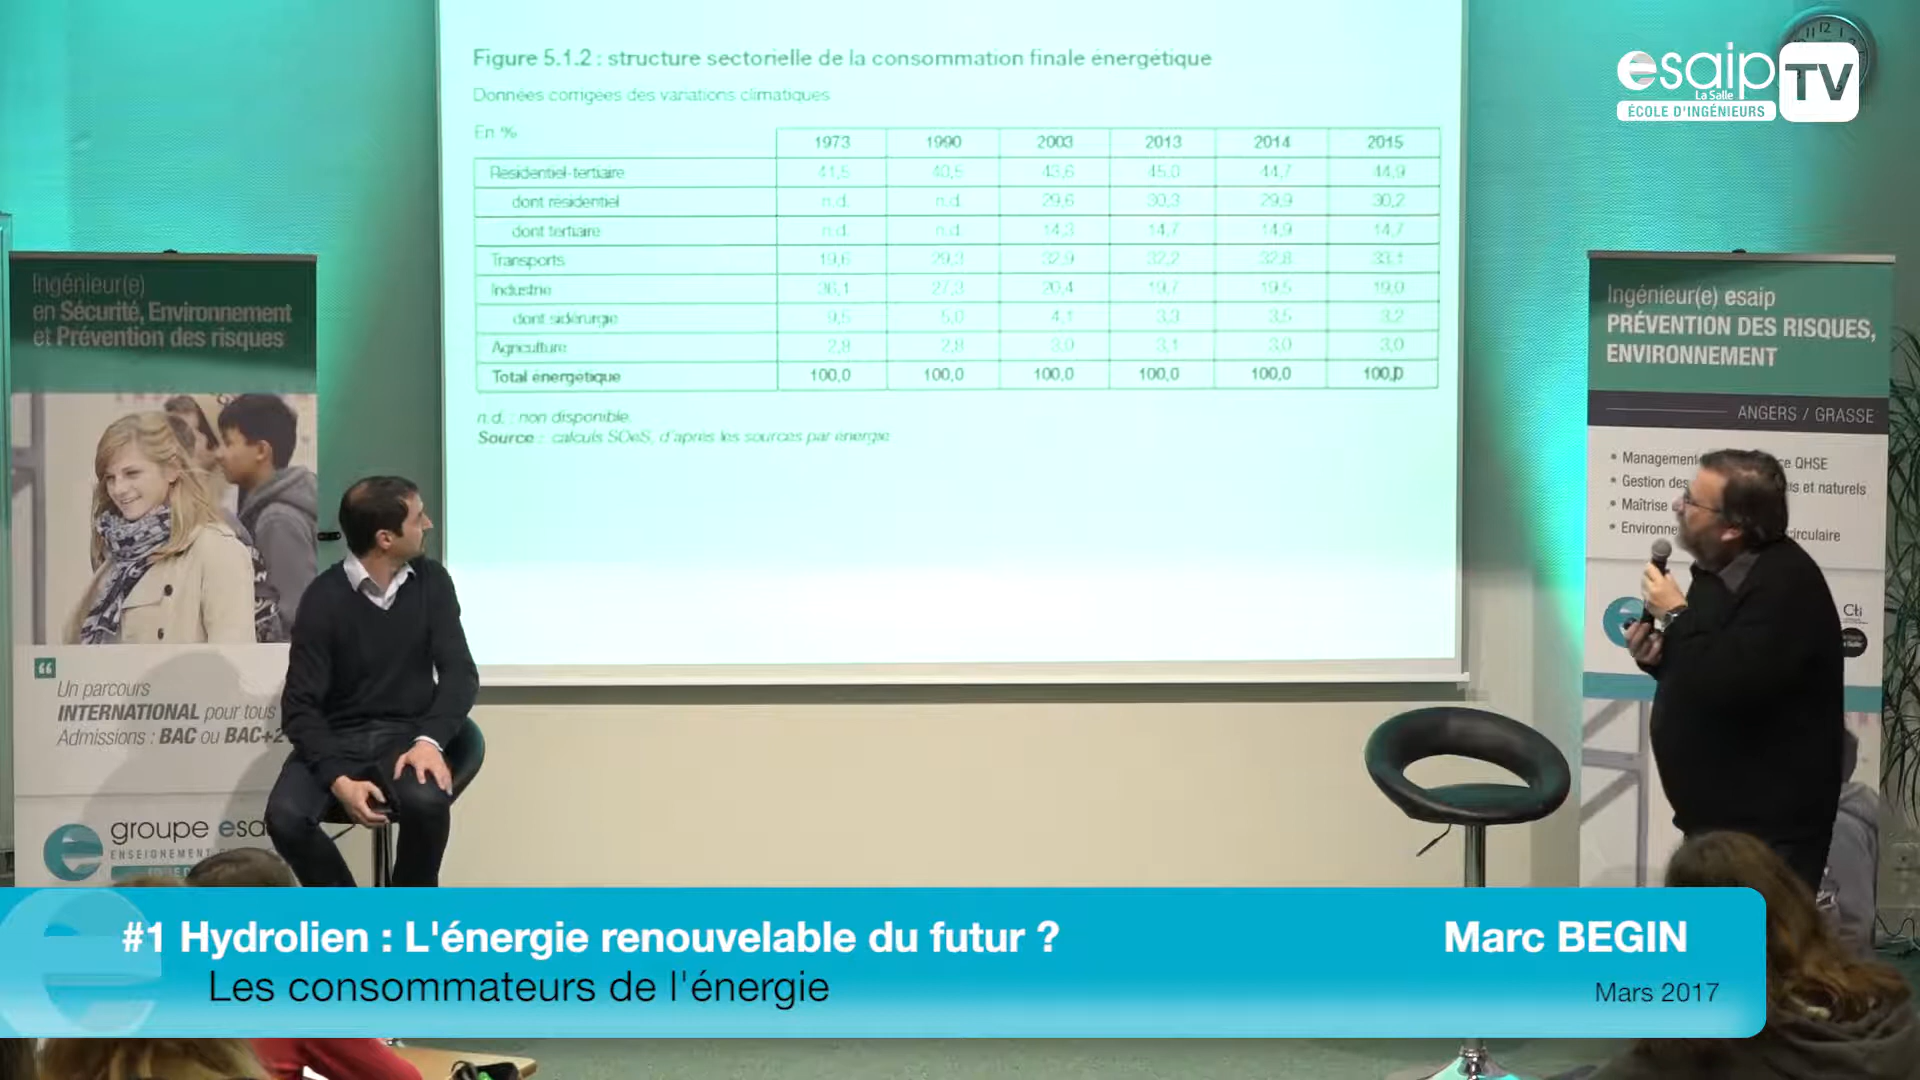 Figure 5.1.2 : structure sectorielle de la consommation finale énergétique
Données corrigées des variations climatiques
En %
1973 1990 2003 2013 2014 2015
Résidentiel-tertiaire 41,5 40,5 43,6 45,0 44,7 44,9
dont résidentiel n.d. n.d. 29,6 30,3 29,9 30,2
dont tertiaire n.d. n.d. 14,3 14,7 14,9 14,7
Transports 19,6 29,3 32,9 32,2 32,8 33,1
Industrie 36,1 27,3 20,4 19,7 19,5 19,0
dont sidérurgie 9,5 5,0 4,1 3,3 3,5 3,2
Agriculture 2,8 2,8 3,0 3,1 3,0 3,0
Total énergétique 100,0 100,0 100,0 100,0 100,0 100,0
n.d. : non disponible.
Source : calculs SOeS, d'après les sources par énergie
esaip TV
La Salle
ÉCOLE D'INGÉNIEURS
Ingénieur(e)
en Sécurité, Environnement
et Prévention des risques
“
Un parcours
INTERNATIONAL pour tous
Admissions : BAC ou BAC+2
groupe
Ingénieur(e) esaip
PRÉVENTION DES RISQUES,
ENVIRONNEMENT
ANGERS / GRASSE
• Management QHSE
• Gestion des et naturels
• Maîtrise
•
Cti
#1 Hydrolien : L'énergie renouvelable du futur ?
Les consommateurs de l'énergie
Marc BEGIN
Mars 2017